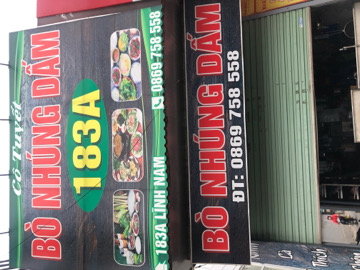 Cô Tuyết
BÒ NHÚNG DẤM
183A
183A LĨNH NAM 0869 758 558
BÒ NHÚNG DẤM
ĐT: 0869 758 558